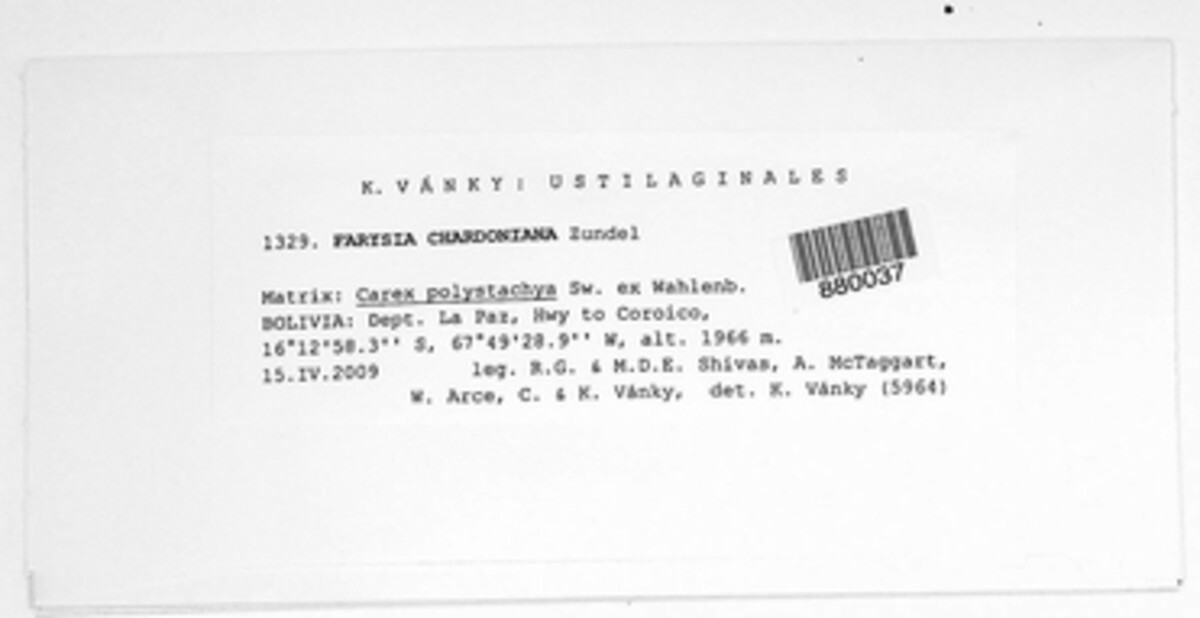 K. VÁNKY: USTILAGINALES
1329. FARYSIA CHARDONIANA Zundel
880037
Matrix: Carex polystachya Sw. ex Wahlenb.
BOLIVIA: Dept. La Paz, Hwy to Coroico,
16°12°58.3'' S, 67°49'28.9'' W, alt. 1966 m.
15.IV.2009 leg. R.G. & M.D.E. Shivas, A. McTaggart,
W. Arce, C. & K. Vánky, det. K. Vánky (5964)